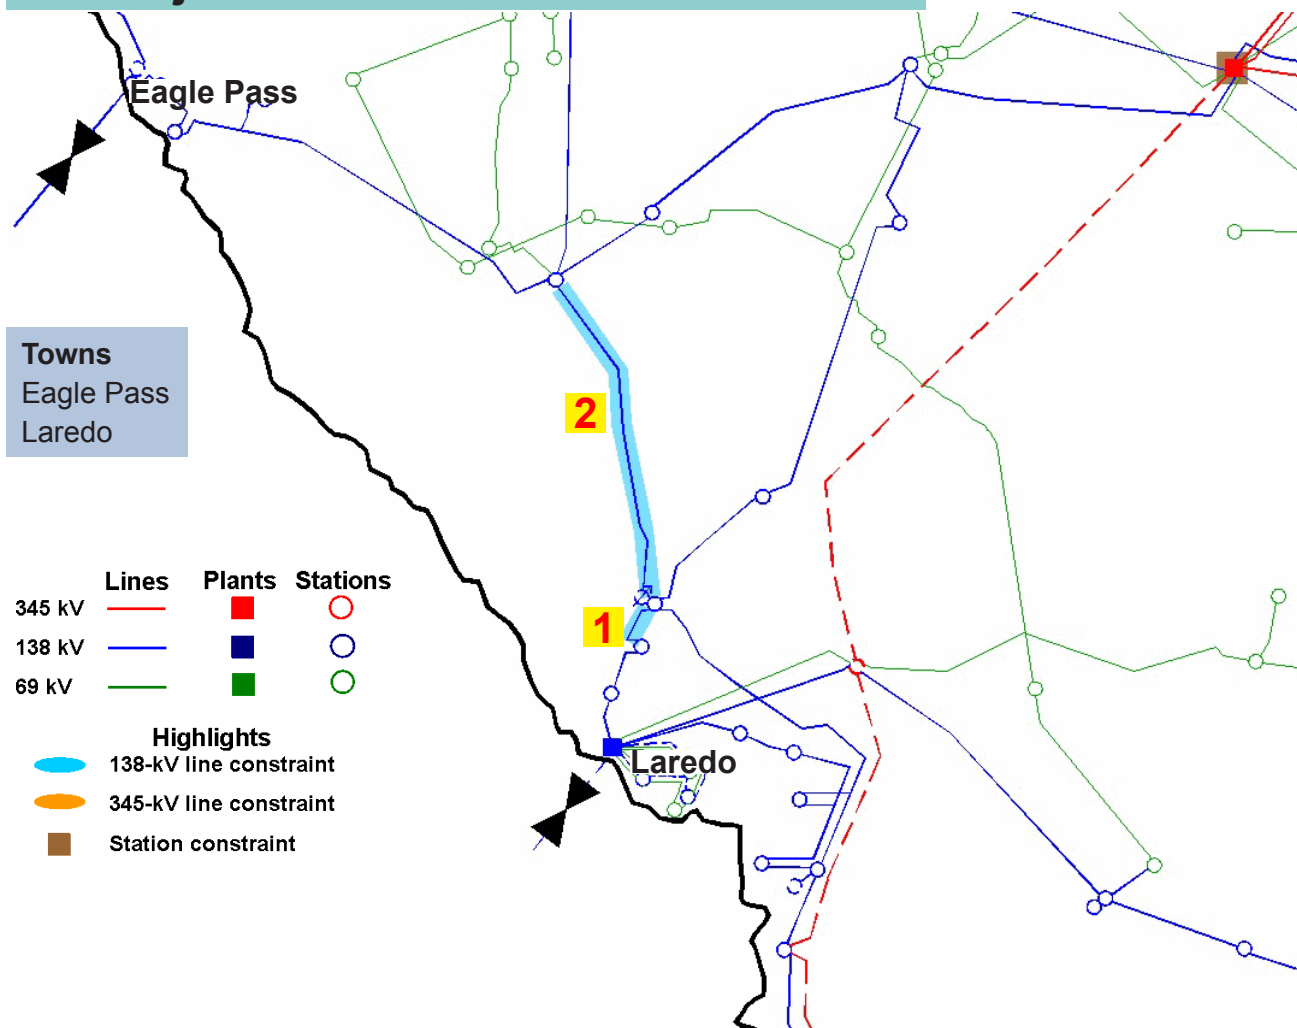 Eagle Pass
Towns
Eagle Pass
Laredo
2
1
Lines Plants Stations
345 kV
138 kV
69 kV
Highlights
138-kV line constraint
345-kV line constraint
Station constraint
Laredo